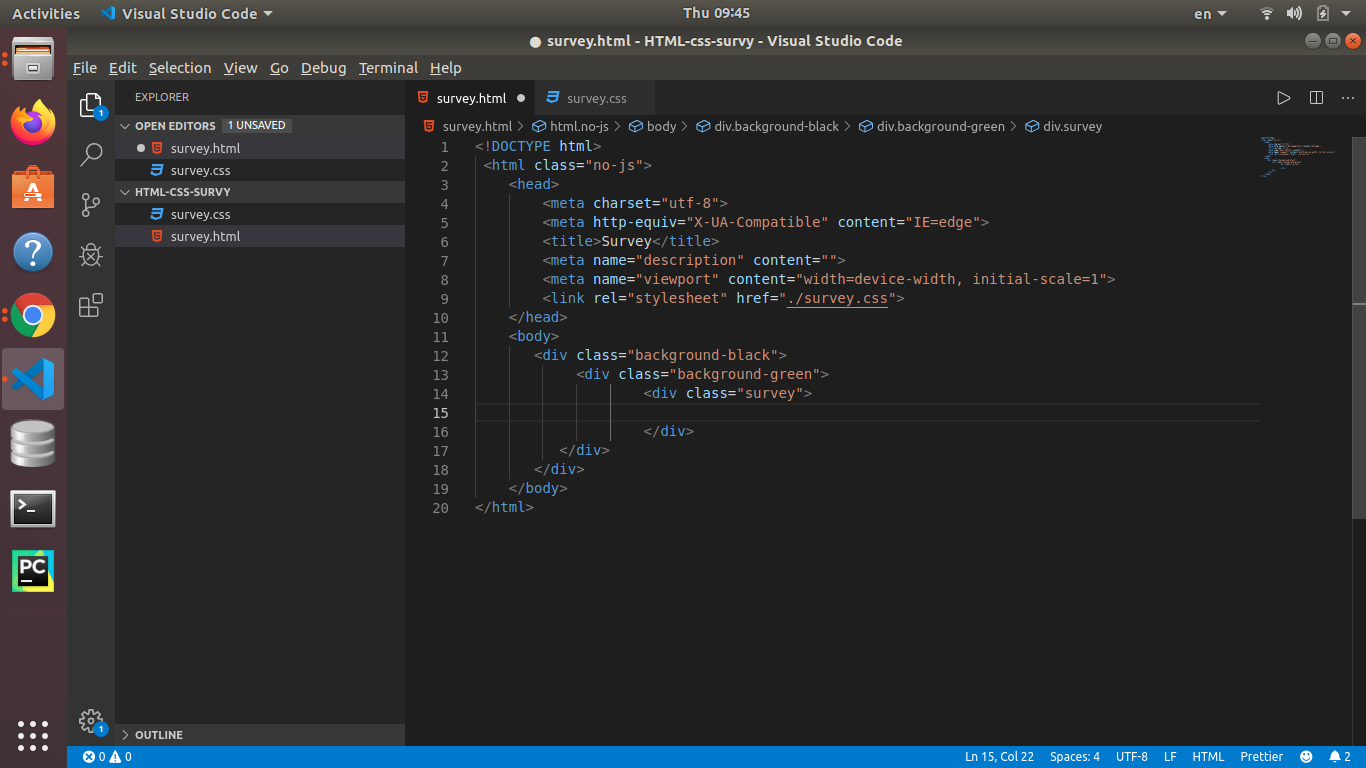 Activities Visual Studio Code Thu 09:45 en
● survey.html - HTML-css-survy - Visual Studio Code
File Edit Selection View Go Debug Terminal Help
EXPLORER
OPEN EDITORS 1 UNSAVED
survey.html
survey.css
HTML-CSS-SURVY
survey.css
survey.html
OUTLINE
1
1
survey.html survey.css
survey.html > html.no-js > body > div.background-black > div.background-green > div.survey
1 <!DOCTYPE html>
2 <html class="no-js">
3 <head>
4 <meta charset="utf-8">
5 <meta http-equiv="X-UA-Compatible" content="IE=edge">
6 <title>Survey</title>
7 <meta name="description" content="">
8 <meta name="viewport" content="width=device-width, initial-scale=1">
9 <link rel="stylesheet" href="./survey.css">
10 </head>
11 <body>
12 <div class="background-black">
13 <div class="background-green">
14 <div class="survey">
15
16 </div>
17 </div>
18 </div>
19 </body>
20 </html>
PC
0 0 Ln 15, Col 22 Spaces: 4 UTF-8 LF HTML Prettier 2